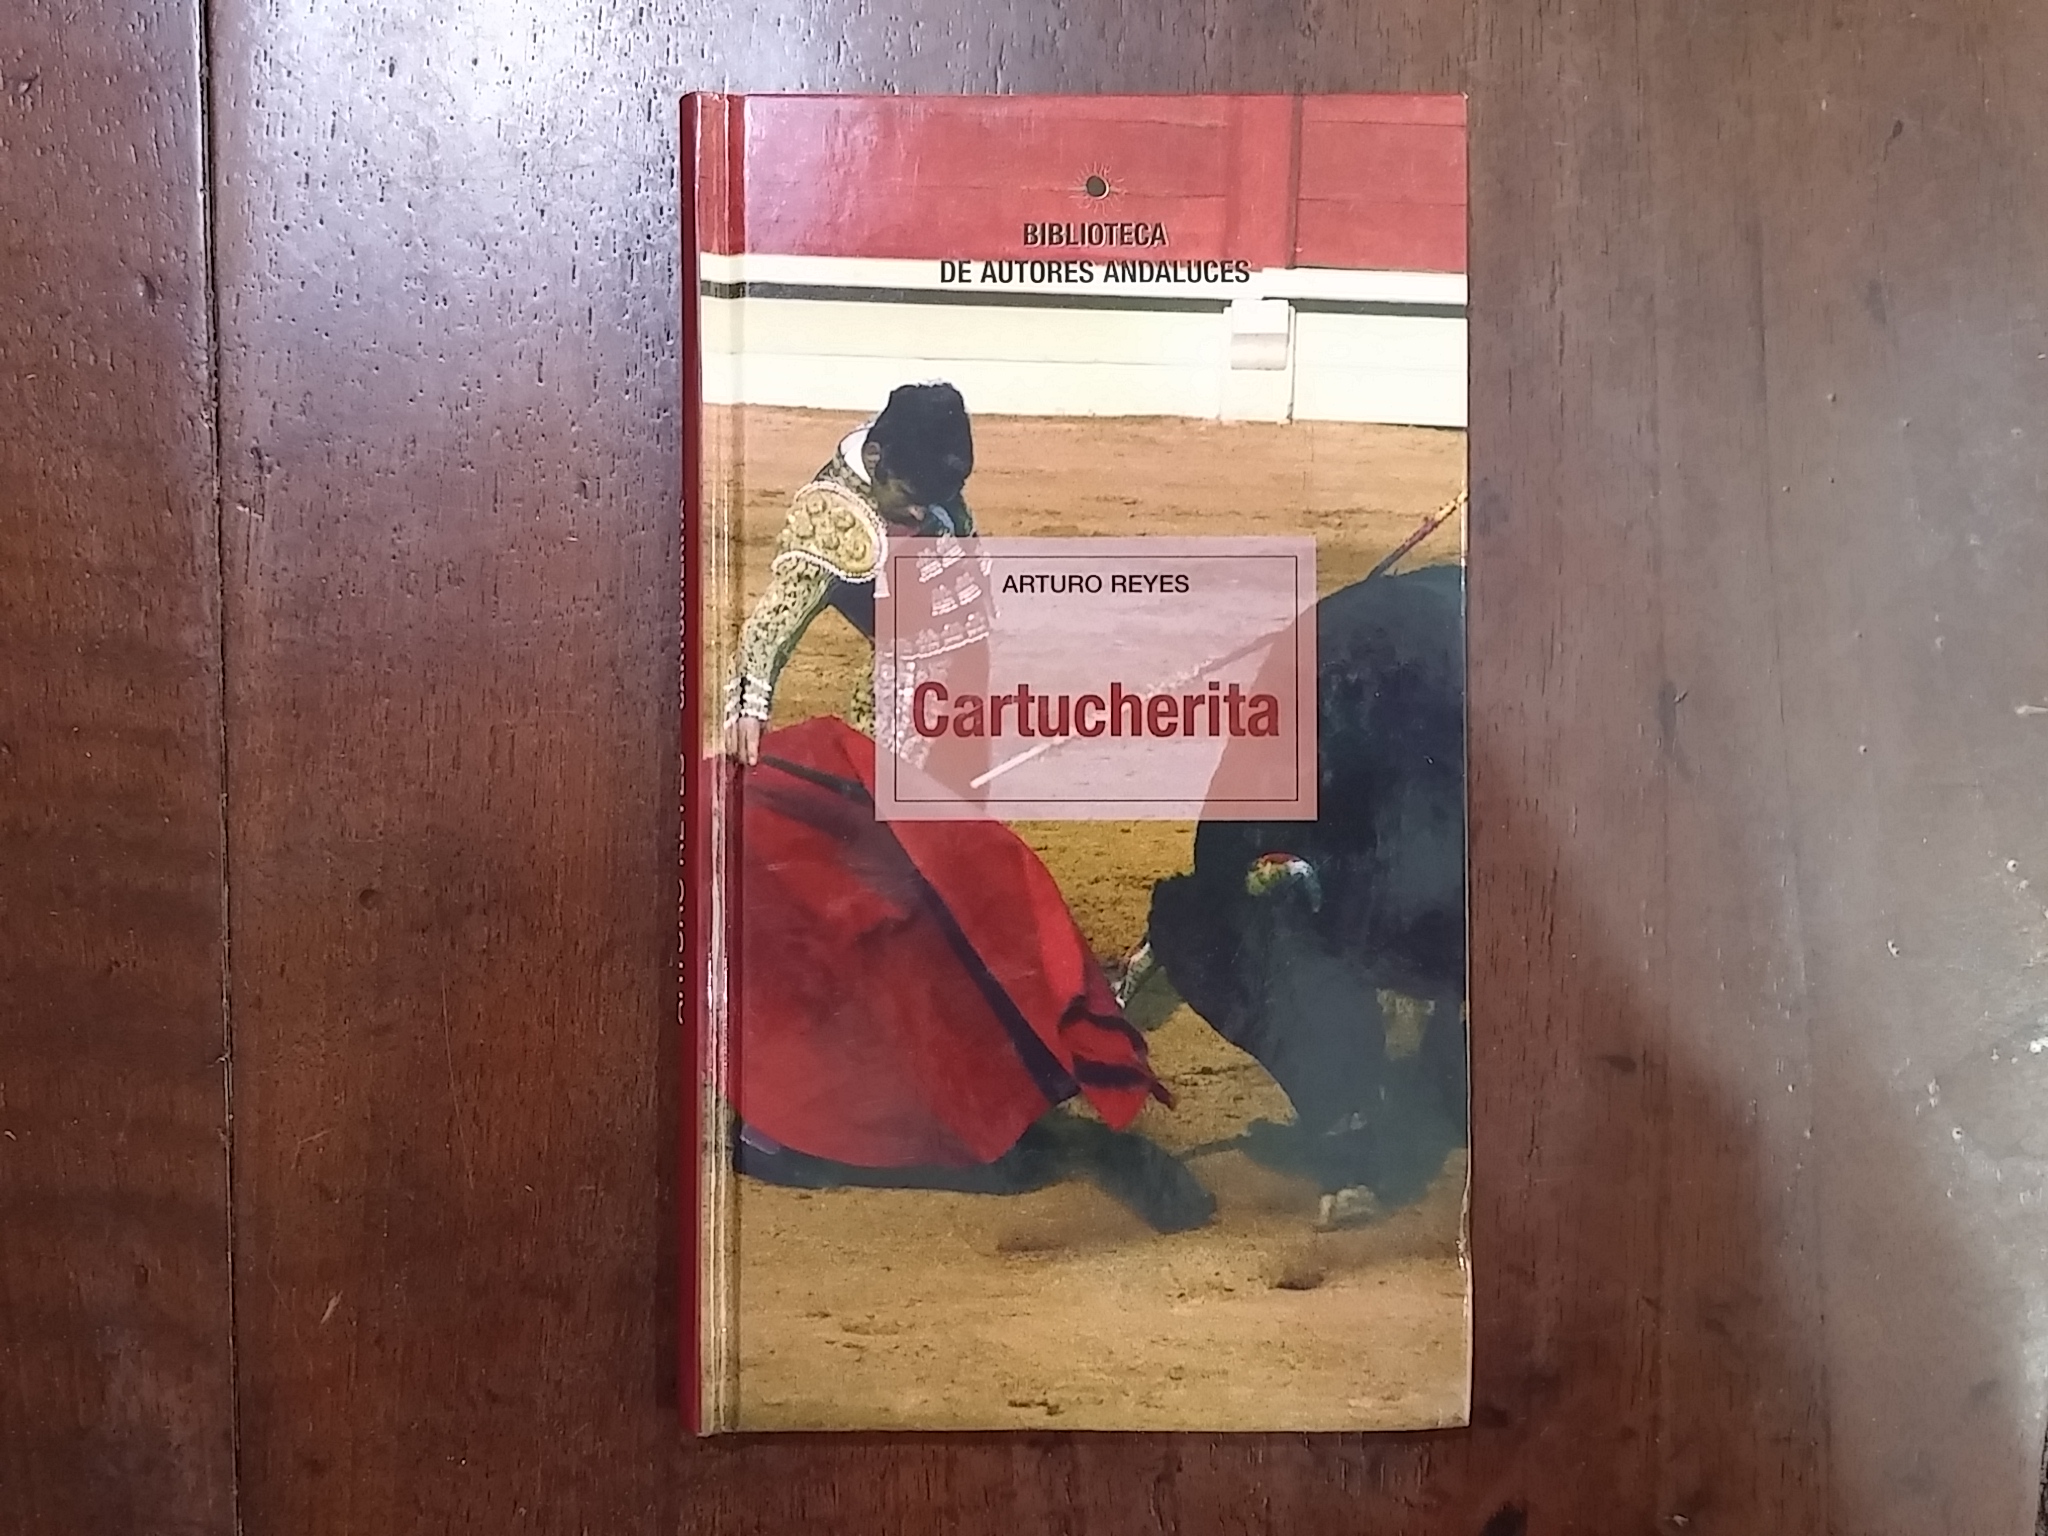 BIBLIOTECA
DE AUTORES ANDALUCES
ARTURO REYES
Cartucherita